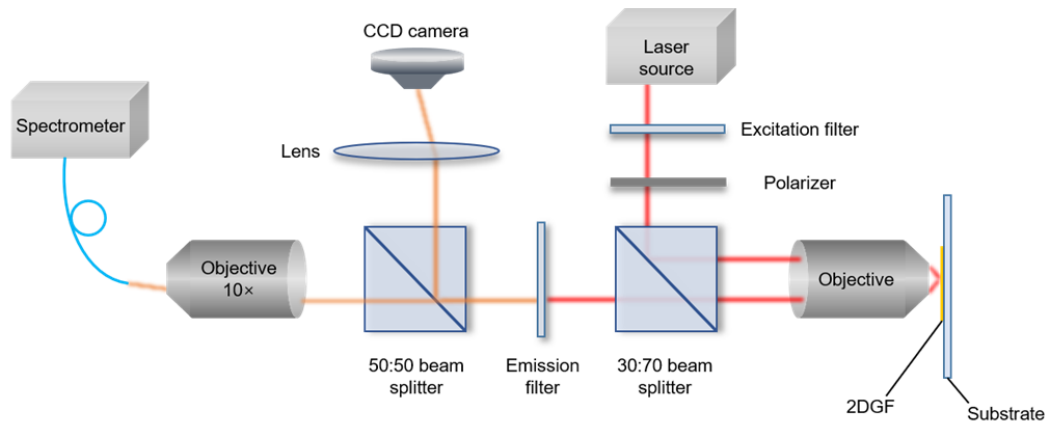 CCD camera
Laser
source
Spectrometer
Excitation filter
Lens
Polarizer
Objective
10×
Objective
50:50 beam
splitter
Emission
filter
30:70 beam
splitter
2DGF
Substrate